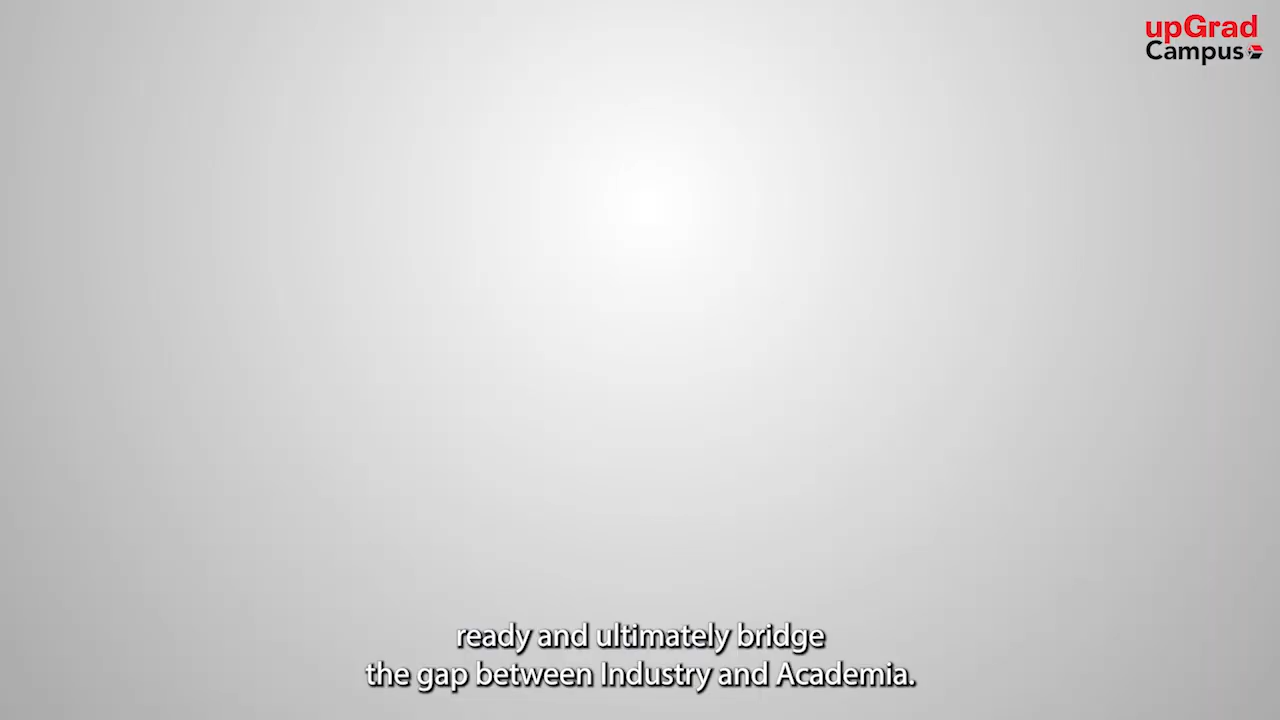 upGrad
Campus
ready and ultimately bridge
the gap between Industry and Academia.